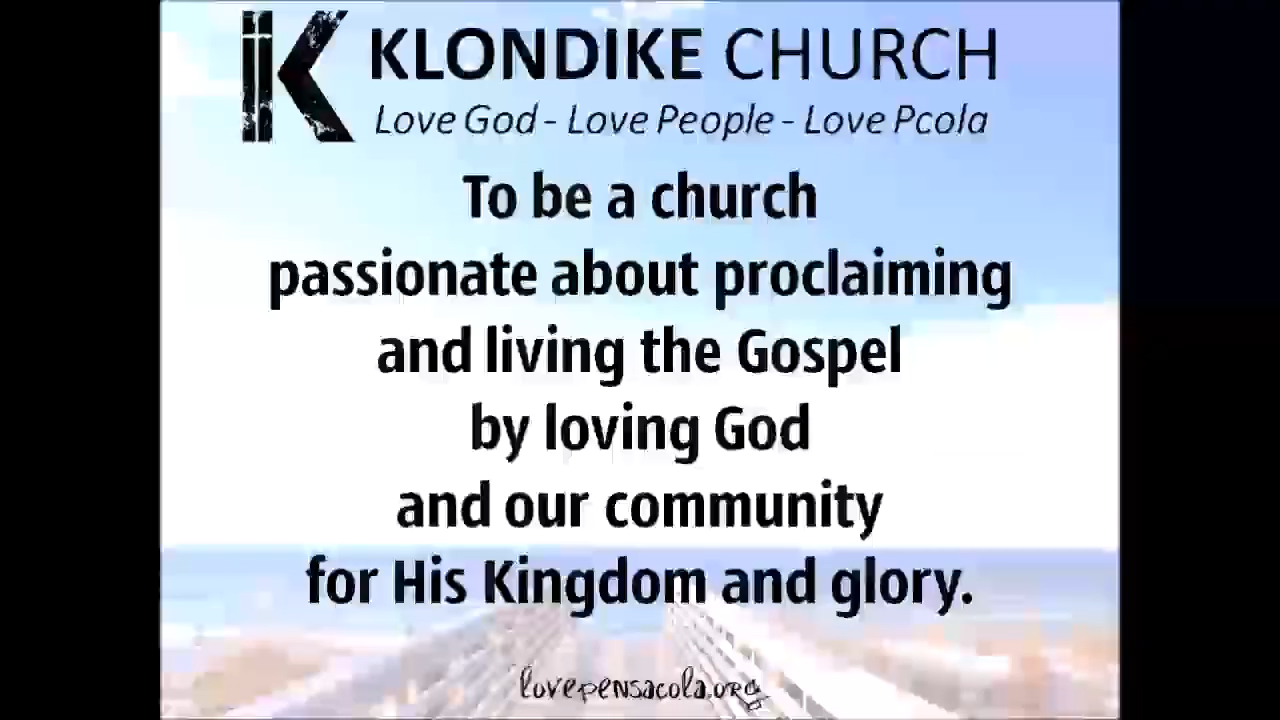 K KLONDIKE CHURCH
Love God - Love People - Love Pcola
To be a church
passionate about proclaiming
and living the Gospel
by loving God
and our community
for His Kingdom and glory.
lovepensacola.org